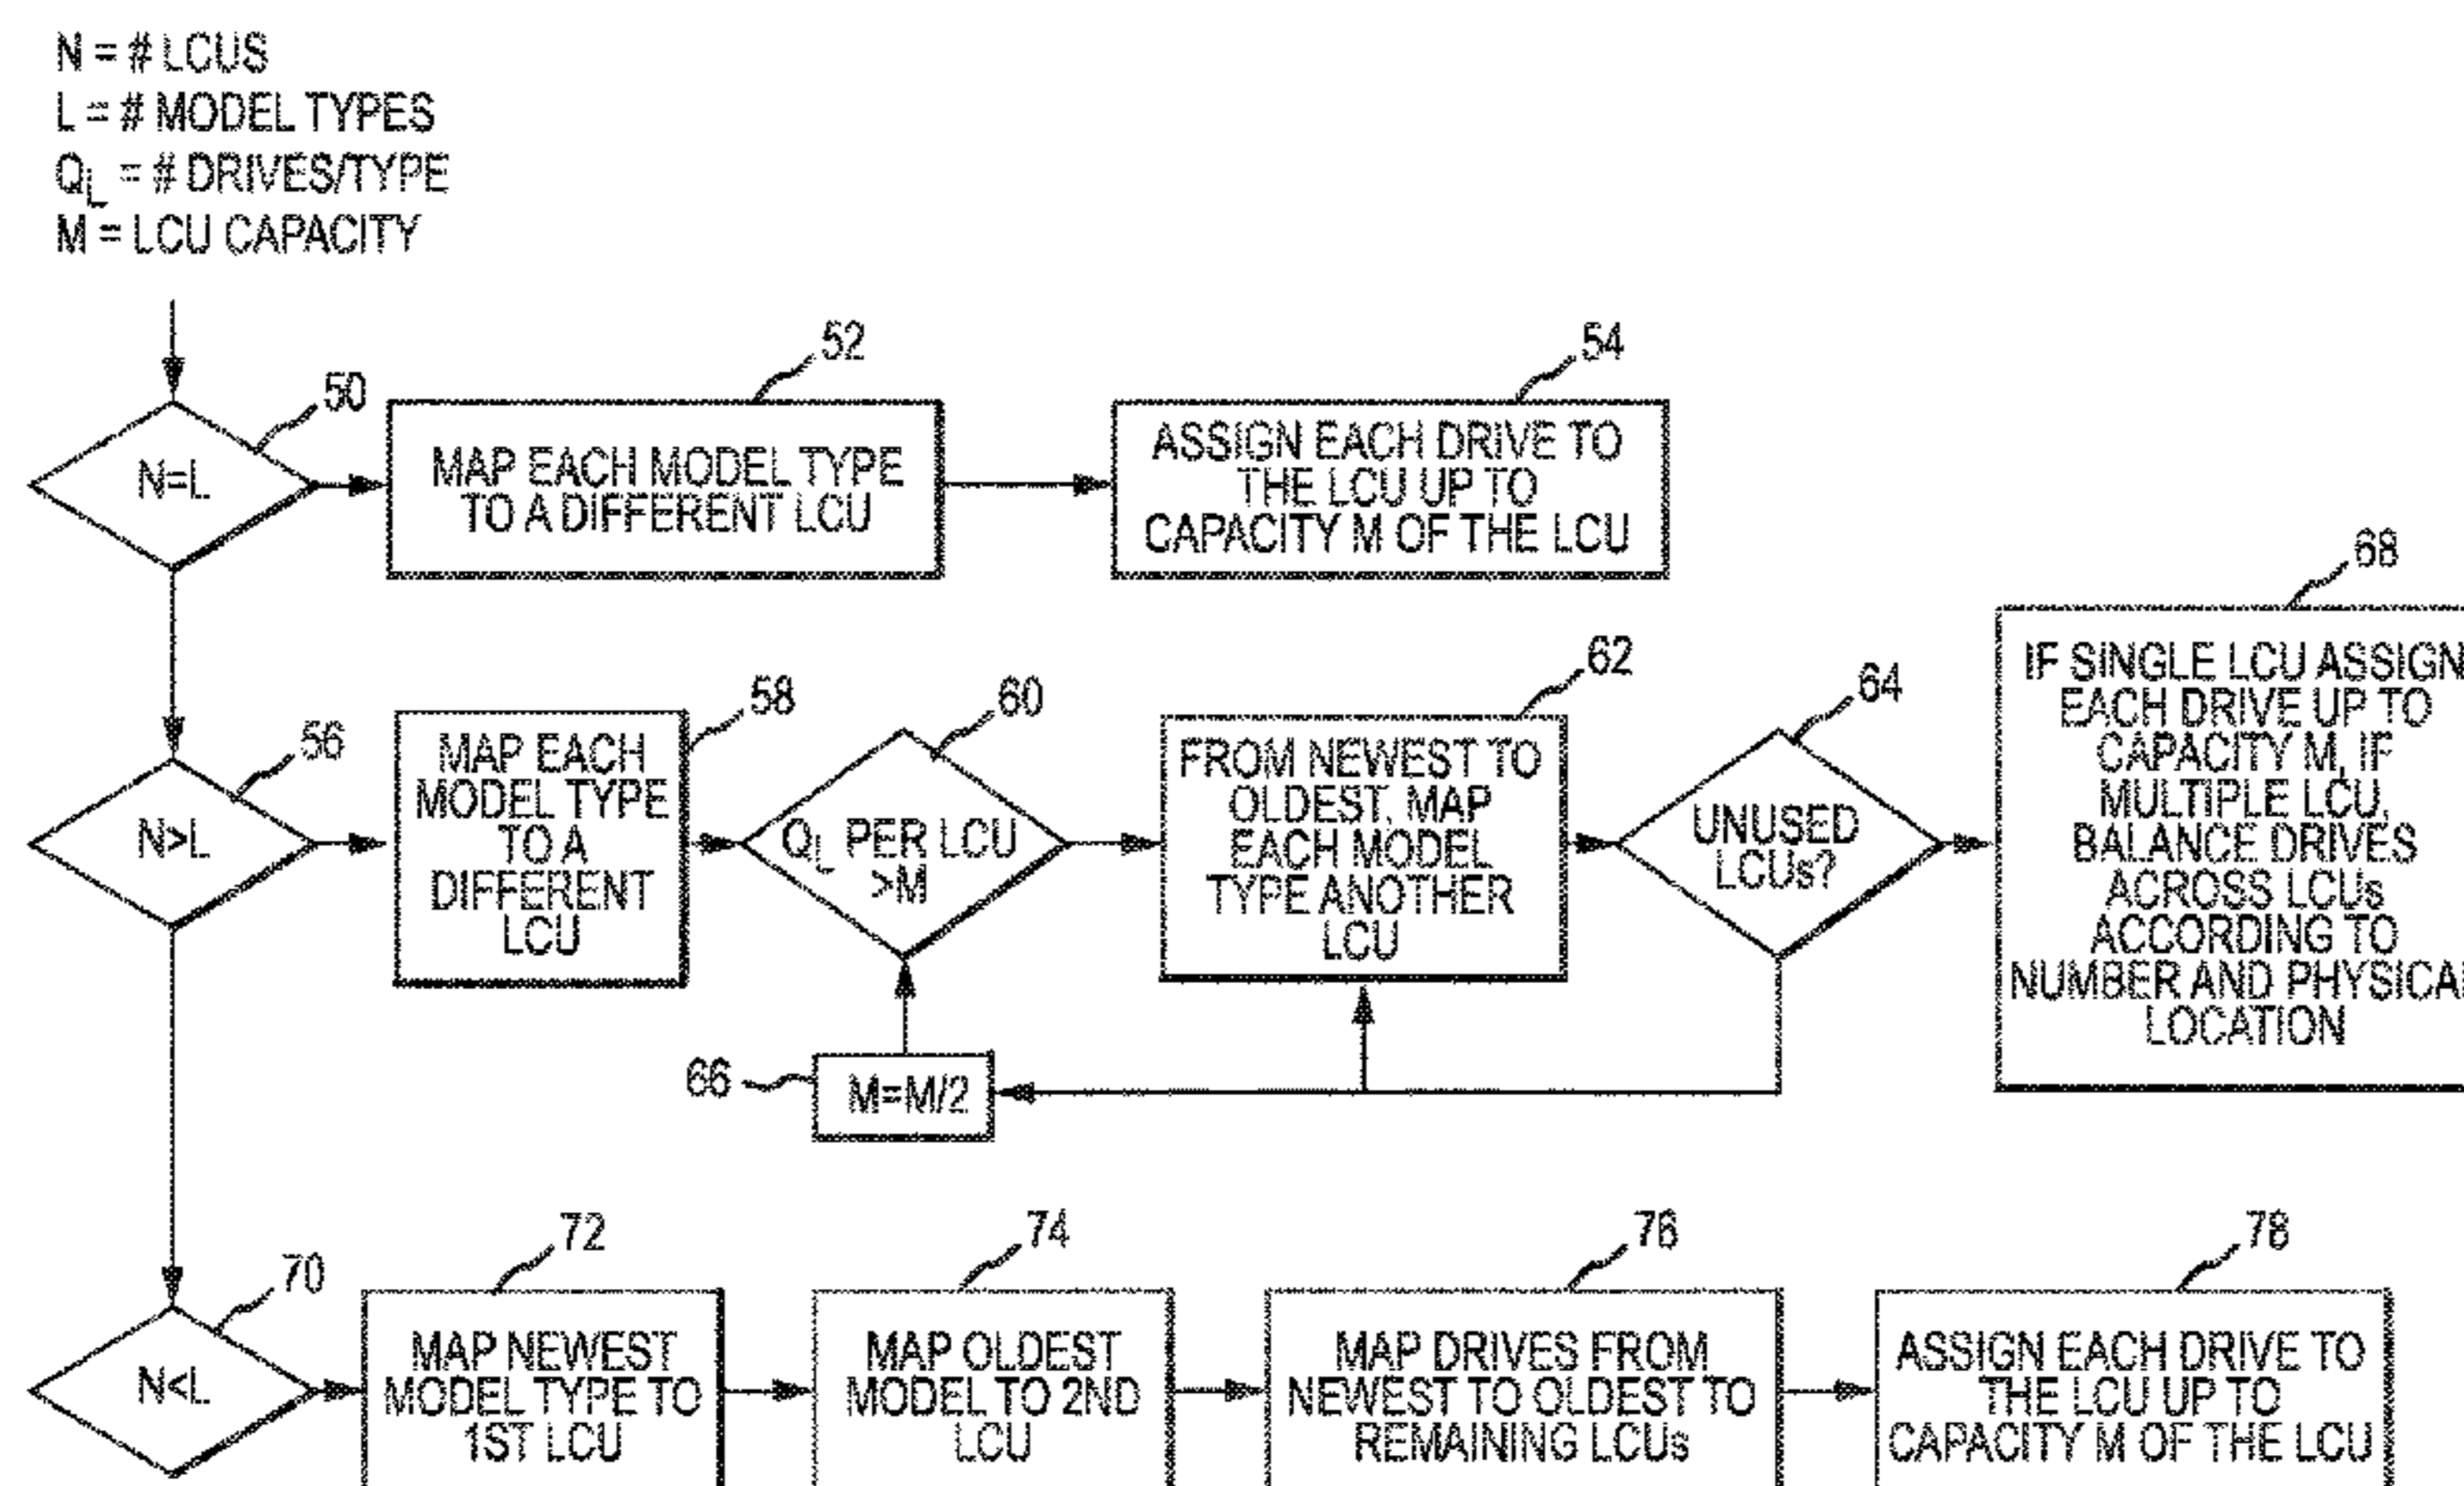 N = # LCUS
L = # MODEL TYPES
QL = # DRIVES/TYPE
M = LCU CAPACITY
50
N=L
52
MAP EACH MODEL TYPE
TO A DIFFERENT LCU
54
ASSIGN EACH DRIVE TO
THE LCU UP TO
CAPACITY M OF THE LCU
56
N>L
58
MAP EACH
MODEL TYPE
TO A
DIFFERENT
LCU
60
QL PER LCU
>M
62
FROM NEWEST TO
OLDEST, MAP
EACH MODEL
TYPE ANOTHER
LCU
64
UNUSED
LCUs?
66
M=M/2
68
IF SINGLE LCU ASSIGN
EACH DRIVE UP TO
CAPACITY M, IF
MULTIPLE LCU,
BALANCE DRIVES
ACROSS LCUs
ACCORDING TO
NUMBER AND PHYSICAL
LOCATION
70
N<L
72
MAP NEWEST
MODEL TYPE TO
1ST LCU
74
MAP OLDEST
MODEL TO 2ND
LCU
76
MAP DRIVES FROM
NEWEST TO OLDEST TO
REMAINING LCUs
78
ASSIGN EACH DRIVE TO
THE LCU UP TO
CAPACITY M OF THE LCU